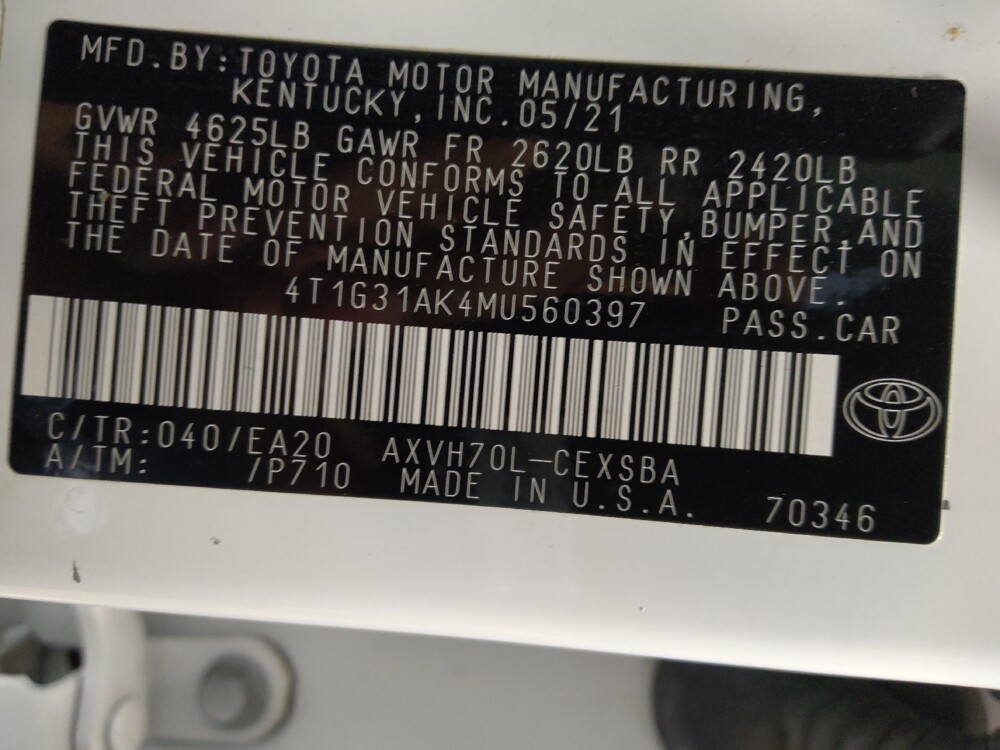 MFD.BY:TOYOTA MOTOR MANUFACTURING,
KENTUCKY,INC.05/21
GVWR 4625LB GAWR FR 2620LB RR 2420LB
THIS VEHICLE CONFORMS TO ALL APPLICABLE
FEDERAL MOTOR VEHICLE SAFETY,BUMPER,AND
THEFT PREVENTION STANDARDS IN EFFECT ON
THE DATE OF MANUFACTURE SHOWN ABOVE.
4T1G31AK4MU560397 PASS.CAR
C/TR:040/EA20 AXVH70L-CEXSBA
A/TM: /P710 MADE IN U.S.A. 70346